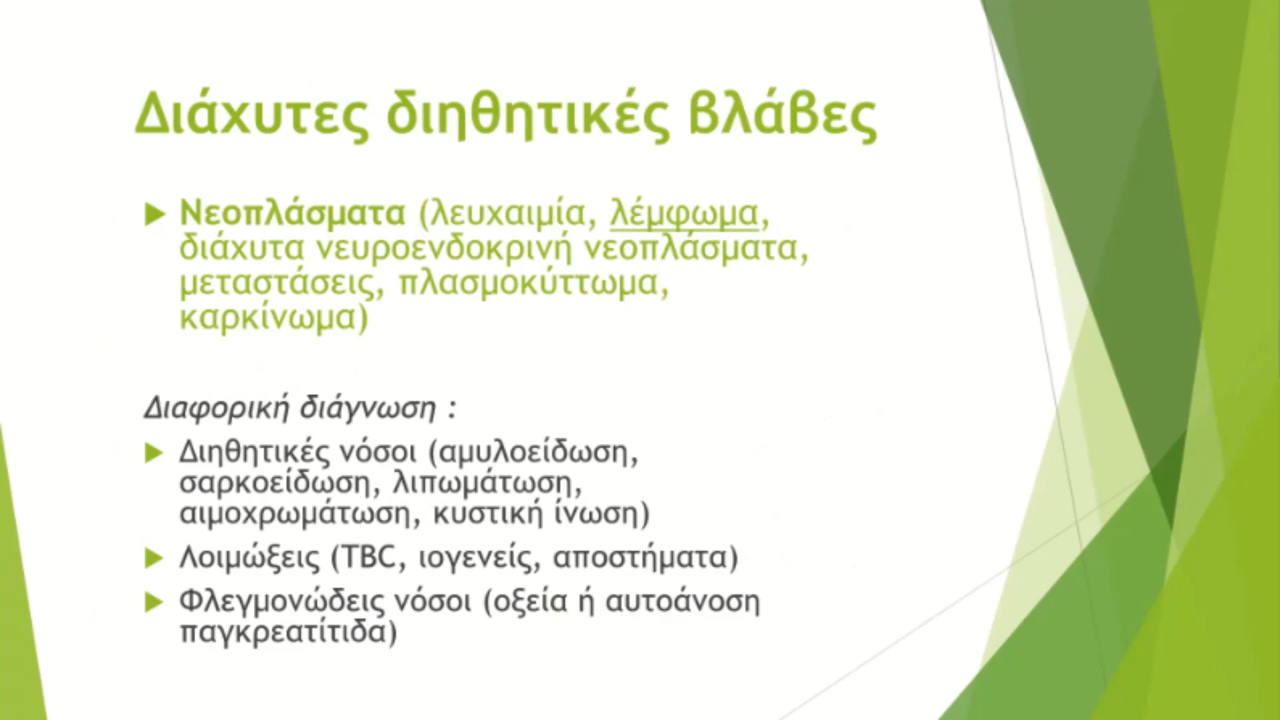 Διάχυτες διηθητικές βλάβες
Νεοπλάσματα (λευχαιμία, λέμφωμα,
διάχυτα νευροενδοκρινή νεοπλάσματα,
μεταστάσεις, πλασμοκύττωμα,
καρκίνωμα)
Διαφορική διάγνωση :
Διηθητικές νόσοι (αμυλοείδωση,
σαρκοείδωση, λιπωμάτωση,
αιμοχρωμάτωση, κυστική ίνωση)
Λοιμώξεις (TBC, ιογενείς, αποστήματα)
Φλεγμονώδεις νόσοι (οξεία ή αυτοάνοση
παγκρεατίτιδα)